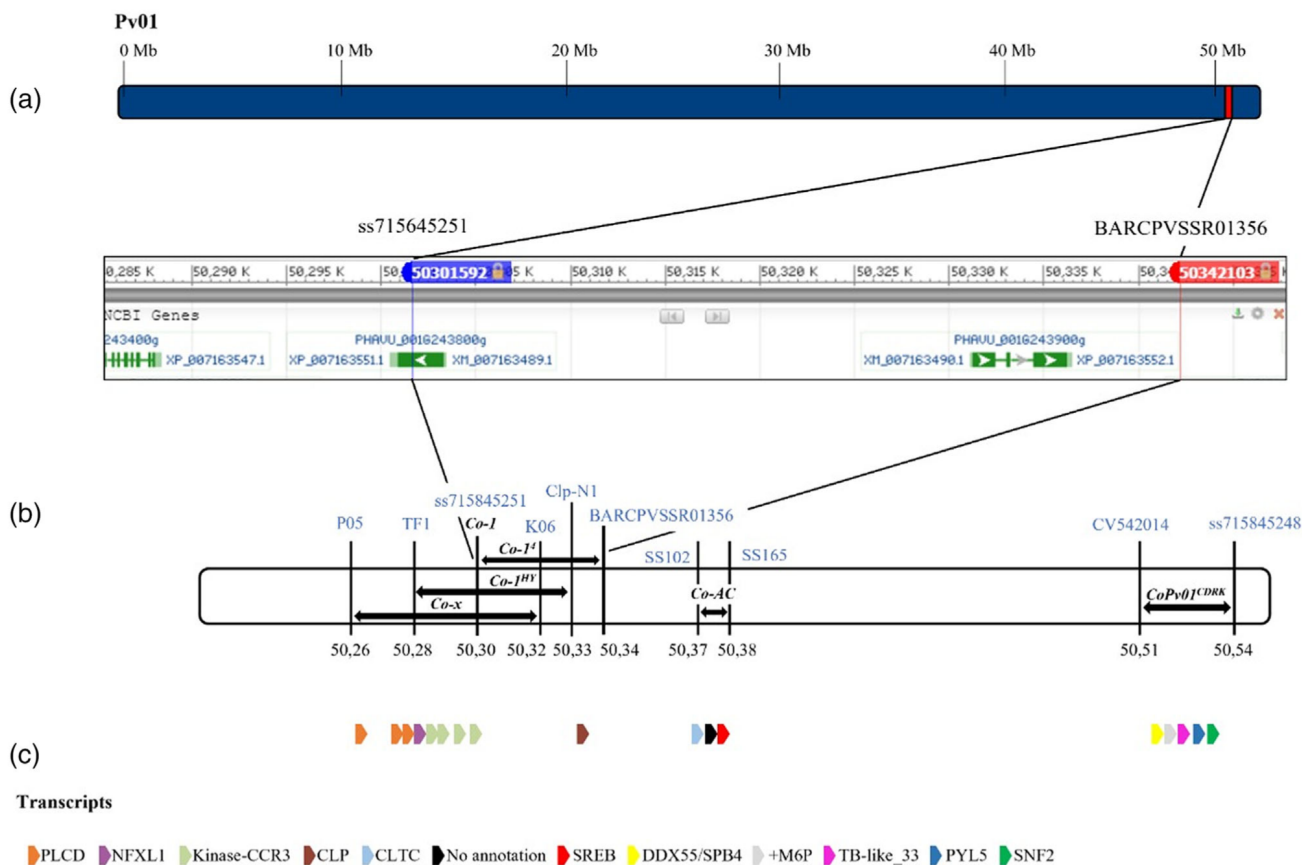 Pv01
0 Mb 10 Mb 20 Mb 30 Mb 40 Mb 50 Mb
(a)
ss715645251 BARCPVSSR01356
50,285 K 50,290 K 50,295 K 50301592 50,310 K 50,315 K 50,320 K 50,325 K 50,330 K 50,335 K 50342103
NCBI Genes
243400g PHAVU_001G243800g PHAVU_001G243900g
XP_007163547.1 XP_007163551.1 XM_007163489.1 XM_007163490.1 XP_007163552.1
(b)
P05 TF1 ss715845251 Co-1 K06 Clp-N1 BARCPVSSR01356 SS102 SS165 CV542014 ss715845248
Co-1⁴
Co-1ᴴʸ
Co-x
Co-AC
CoPv01ᶜᴰᴿᴷ
50,26 50,28 50,30 50,32 50,33 50,34 50,37 50,38 50,51 50,54
(c)
Transcripts
PLCD NFXL1 Kinase-CCR3 CLP CLTC No annotation SREB DDX55/SPB4 +M6P TB-like_33 PYL5 SNF2